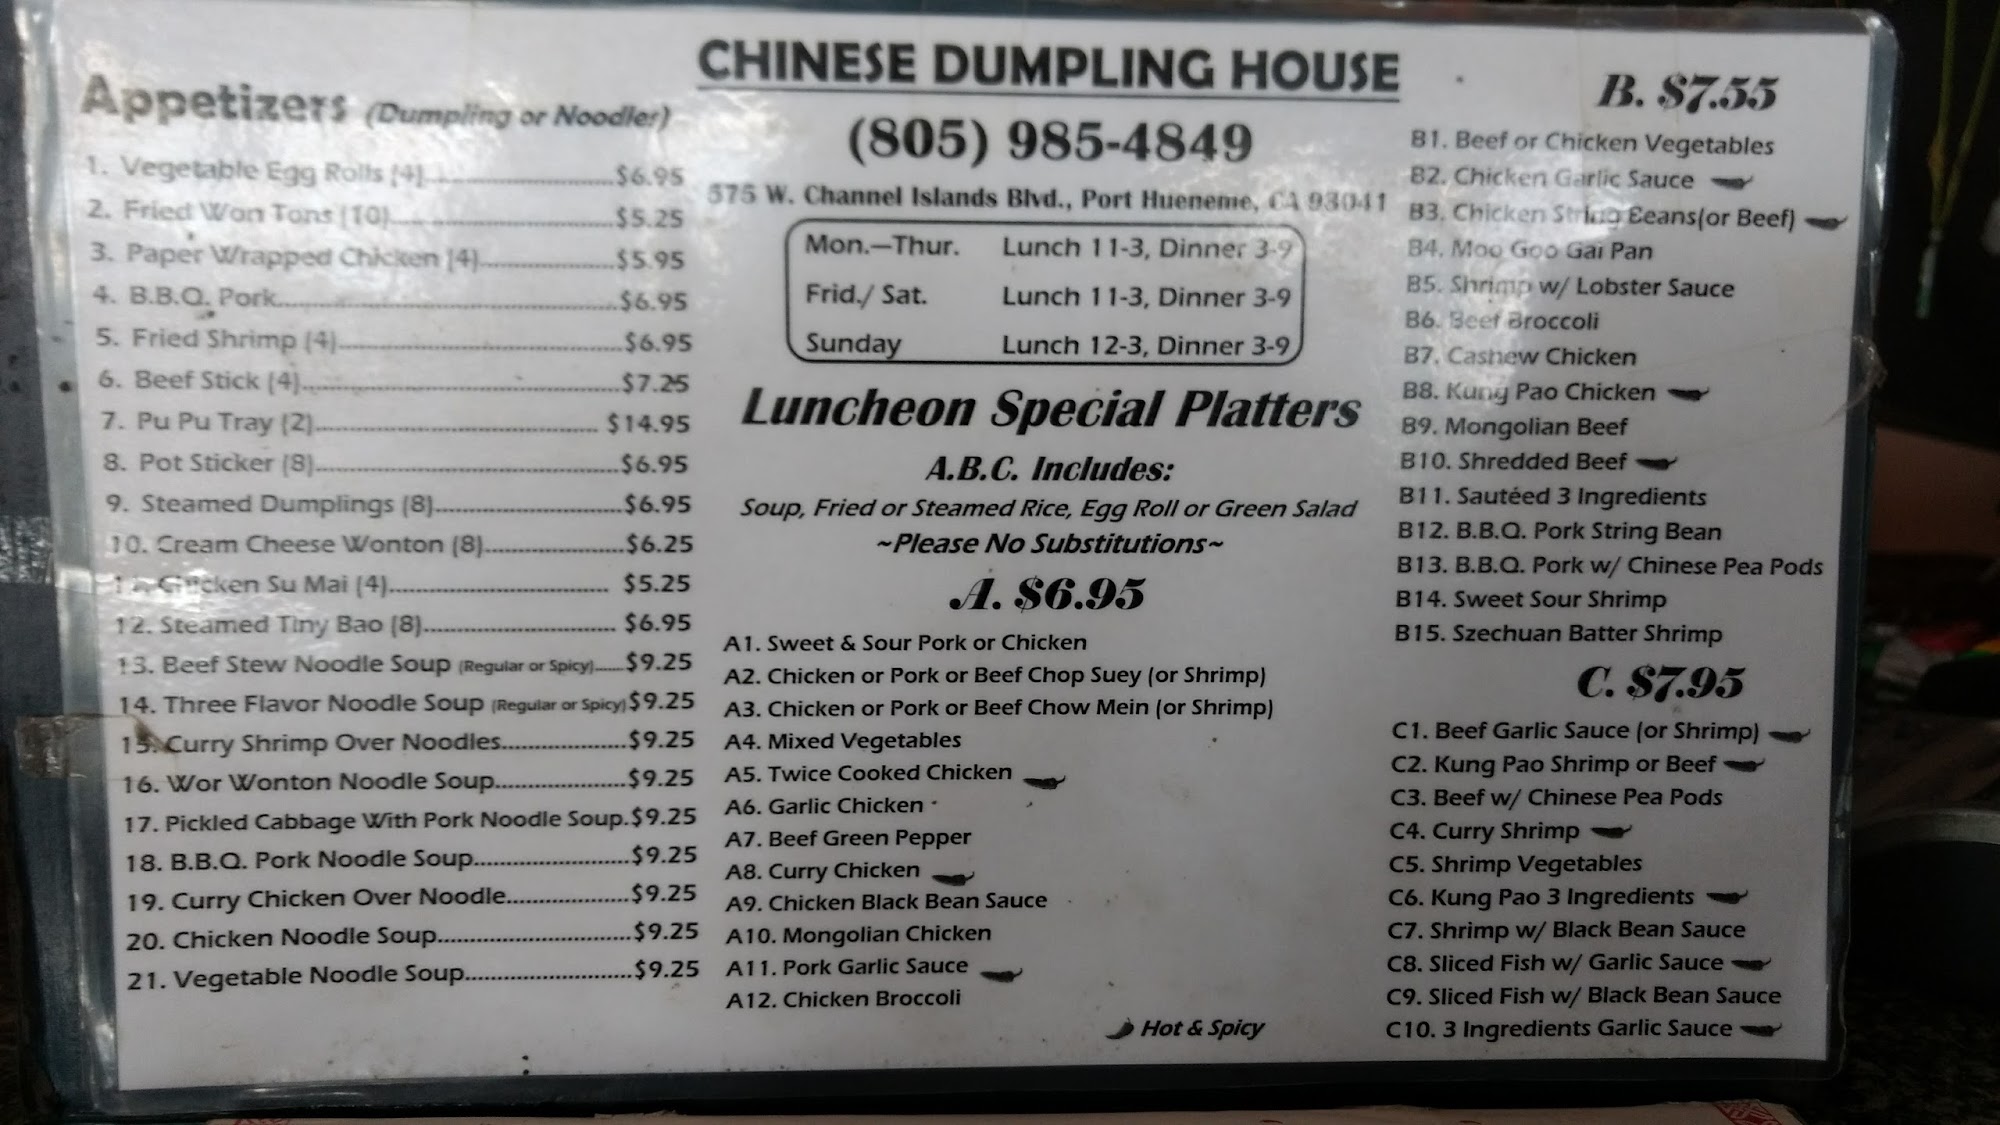 CHINESE DUMPLING HOUSE
(805) 985-4849
575 W. Channel Islands Blvd., Port Hueneme, CA 93041
Mon.—Thur. Lunch 11-3, Dinner 3-9
Frid./ Sat. Lunch 11-3, Dinner 3-9
Sunday Lunch 12-3, Dinner 3-9
Appetizers (Dumpling or Noodles)
1. Vegetable Egg Rolls (4)............$6.95
2. Fried Won Tons (10)............$5.25
3. Paper Wrapped Chicken (4)............$5.95
4. B.B.Q. Pork............$6.95
5. Fried Shrimp (4)............$6.95
6. Beef Stick (4)............$7.25
7. Pu Pu Tray (2)............$14.95
8. Pot Sticker (8)............$6.95
9. Steamed Dumplings (8)............$6.95
10. Cream Cheese Wonton (8)............$6.25
11. Chicken Su Mai (4)............$5.25
12. Steamed Tiny Bao (8)............$6.95
13. Beef Stew Noodle Soup (Regular or Spicy)......$9.25
14. Three Flavor Noodle Soup (Regular or Spicy)$9.25
15. Curry Shrimp Over Noodles............$9.25
16. Wor Wonton Noodle Soup............$9.25
17. Pickled Cabbage With Pork Noodle Soup.$9.25
18. B.B.Q. Pork Noodle Soup............$9.25
19. Curry Chicken Over Noodle............$9.25
20. Chicken Noodle Soup............$9.25
21. Vegetable Noodle Soup............$9.25
Luncheon Special Platters
A.B.C. Includes:
Soup, Fried or Steamed Rice, Egg Roll or Green Salad
~Please No Substitutions~
A. $6.95
A1. Sweet & Sour Pork or Chicken
A2. Chicken or Pork or Beef Chop Suey (or Shrimp)
A3. Chicken or Pork or Beef Chow Mein (or Shrimp)
A4. Mixed Vegetables
A5. Twice Cooked Chicken
A6. Garlic Chicken
A7. Beef Green Pepper
A8. Curry Chicken
A9. Chicken Black Bean Sauce
A10. Mongolian Chicken
A11. Pork Garlic Sauce
A12. Chicken Broccoli
Hot & Spicy
B. $7.55
B1. Beef or Chicken Vegetables
B2. Chicken Garlic Sauce
B3. Chicken String Beans(or Beef)
B4. Moo Goo Gai Pan
B5. Shrimp w/ Lobster Sauce
B6. Beef Broccoli
B7. Cashew Chicken
B8. Kung Pao Chicken
B9. Mongolian Beef
B10. Shredded Beef
B11. Sautéed 3 Ingredients
B12. B.B.Q. Pork String Bean
B13. B.B.Q. Pork w/ Chinese Pea Pods
B14. Sweet Sour Shrimp
B15. Szechuan Batter Shrimp
C. $7.95
C1. Beef Garlic Sauce (or Shrimp)
C2. Kung Pao Shrimp or Beef
C3. Beef w/ Chinese Pea Pods
C4. Curry Shrimp
C5. Shrimp Vegetables
C6. Kung Pao 3 Ingredients
C7. Shrimp w/ Black Bean Sauce
C8. Sliced Fish w/ Garlic Sauce
C9. Sliced Fish w/ Black Bean Sauce
C10. 3 Ingredients Garlic Sauce